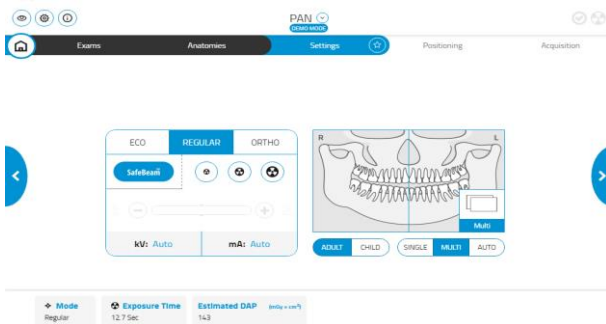 PAN
DEMO MODE
Exams Anatomies Settings Positioning Acquisition
ECO REGULAR ORTHO
SafeBeam
kV: Auto mA: Auto
R L
Multi
ADULT CHILD SINGLE MULTI AUTO
Mode Exposure Time Estimated DAP (mGy × cm²)
Regular 12.7 Sec 143